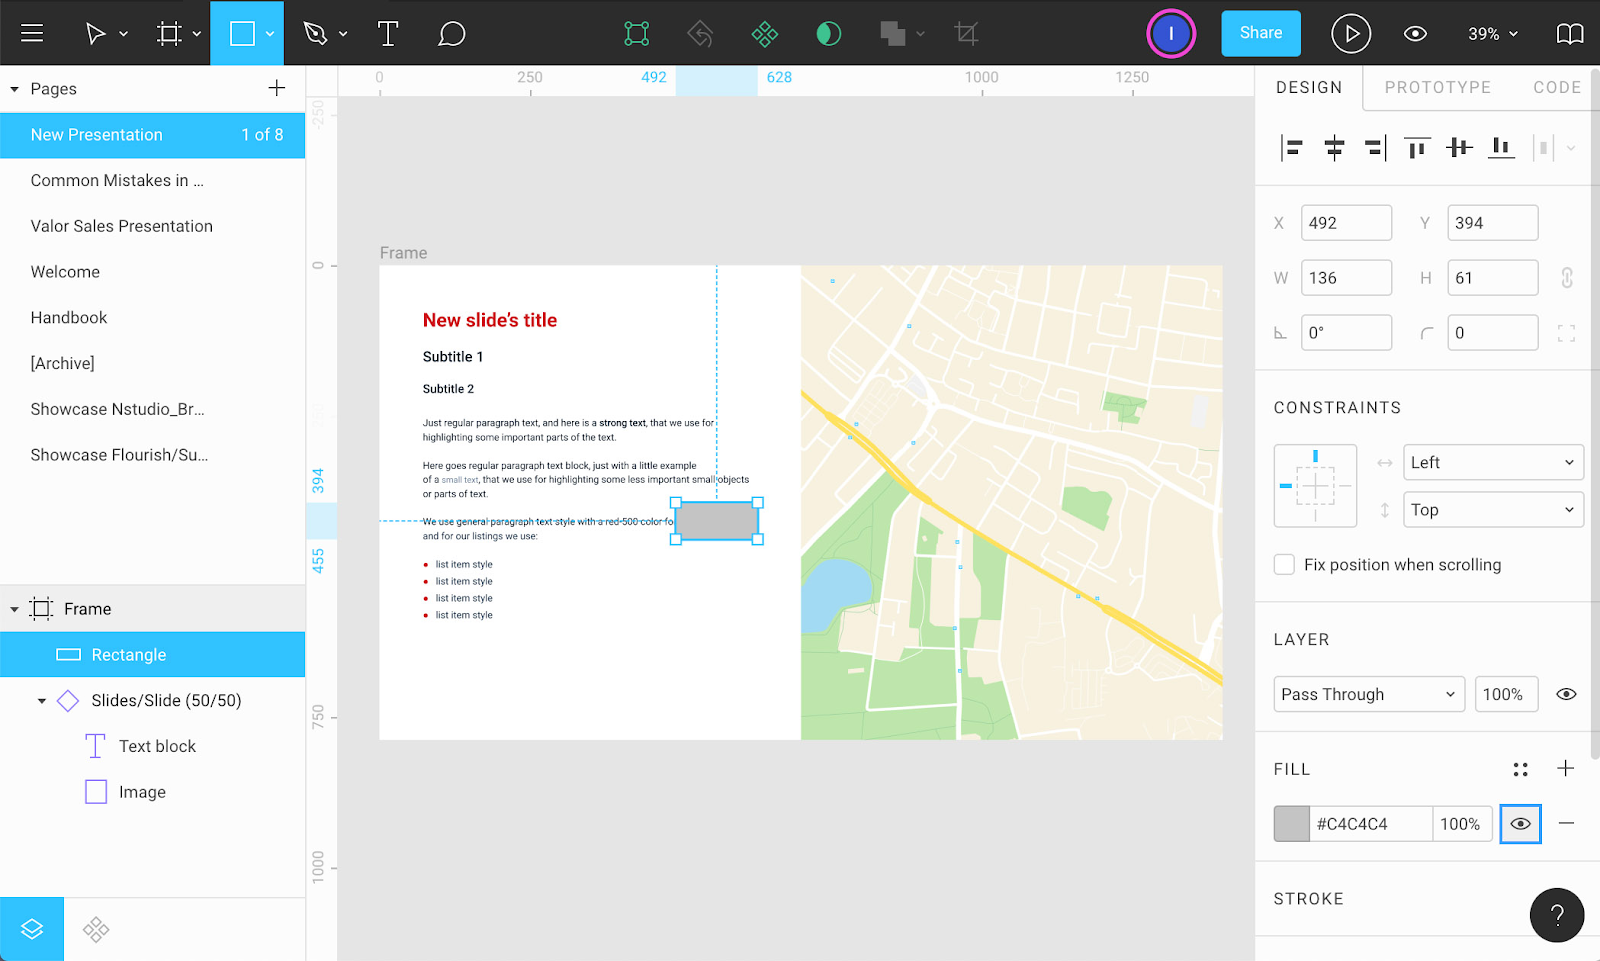 I
Share
39%
Pages
New Presentation 1 of 8
Common Mistakes in ...
Valor Sales Presentation
Welcome
Handbook
[Archive]
Showcase Nstudio_Br...
Showcase Flourish/Su...
Frame
Rectangle
Slides/Slide (50/50)
Text block
Image
0 250 492 628 1000 1250
-250
0
394
455
750
1000
Frame
New slide’s title
Subtitle 1
Subtitle 2
Just regular paragraph text, and here is a strong text, that we use for
highlighting some important parts of the text.
Here goes regular paragraph text block, just with a little example
of a small text, that we use for highlighting some less important small objects
or parts of text.
We use general paragraph text style with a red-500 color fo
and for our listings we use:
list item style
list item style
list item style
list item style
DESIGN PROTOTYPE CODE
X 492 Y 394
W 136 H 61
0° 0
CONSTRAINTS
Left
Top
Fix position when scrolling
LAYER
Pass Through 100%
FILL
#C4C4C4 100%
STROKE
?